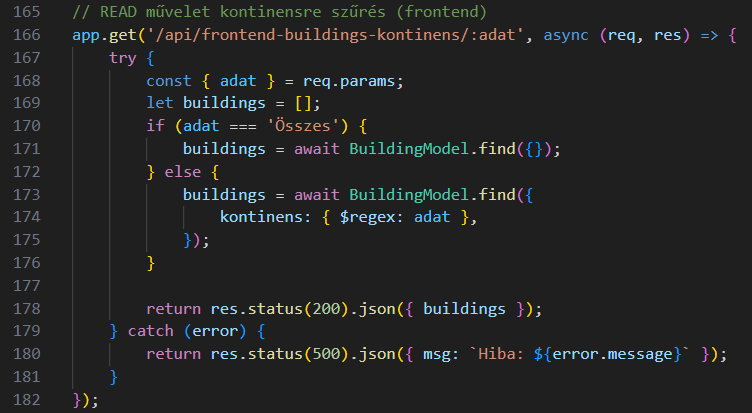 165 // READ művelet kontinensre szűrés (frontend)
166 app.get('/api/frontend-buildings-kontinens/:adat', async (req, res) => {
167     try {
168         const { adat } = req.params;
169         let buildings = [];
170         if (adat === 'Összes') {
171             buildings = await BuildingModel.find({});
172         } else {
173             buildings = await BuildingModel.find({
174                 kontinens: { $regex: adat },
175             });
176         }
177
178         return res.status(200).json({ buildings });
179     } catch (error) {
180         return res.status(500).json({ msg: `Hiba: ${error.message}` });
181     }
182 });